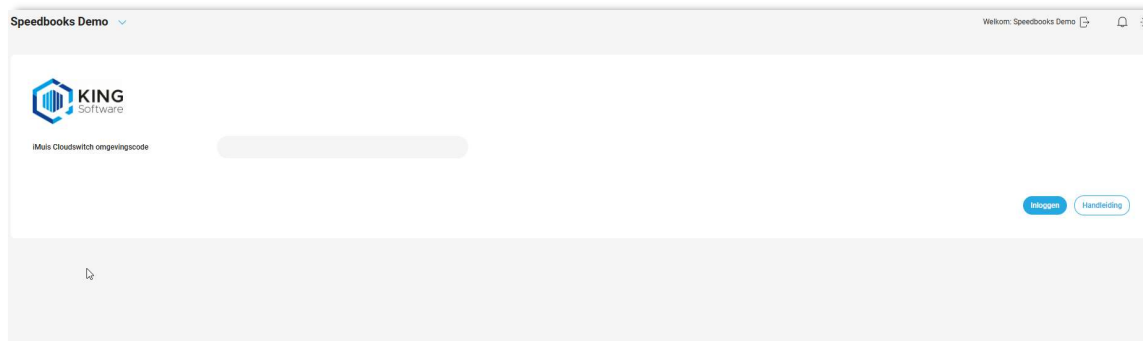 Speedbooks Demo
Welkom: Speedbooks Demo
KING
Software
iMuis Cloudswitch omgevingscode
Inloggen
Handleiding